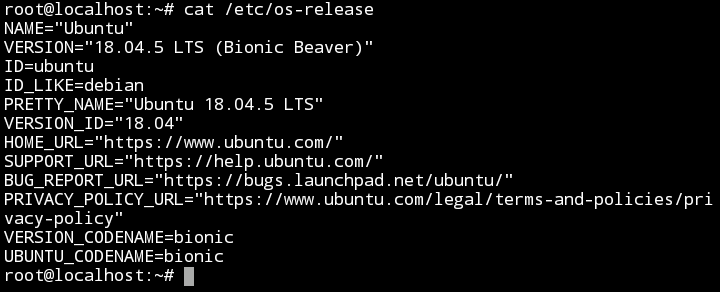 root@localhost:~# cat /etc/os-release
NAME="Ubuntu"
VERSION="18.04.5 LTS (Bionic Beaver)"
ID=ubuntu
ID_LIKE=debian
PRETTY_NAME="Ubuntu 18.04.5 LTS"
VERSION_ID="18.04"
HOME_URL="https://www.ubuntu.com/"
SUPPORT_URL="https://help.ubuntu.com/"
BUG_REPORT_URL="https://bugs.launchpad.net/ubuntu/"
PRIVACY_POLICY_URL="https://www.ubuntu.com/legal/terms-and-policies/pri
vacy-policy"
VERSION_CODENAME=bionic
UBUNTU_CODENAME=bionic
root@localhost:~#